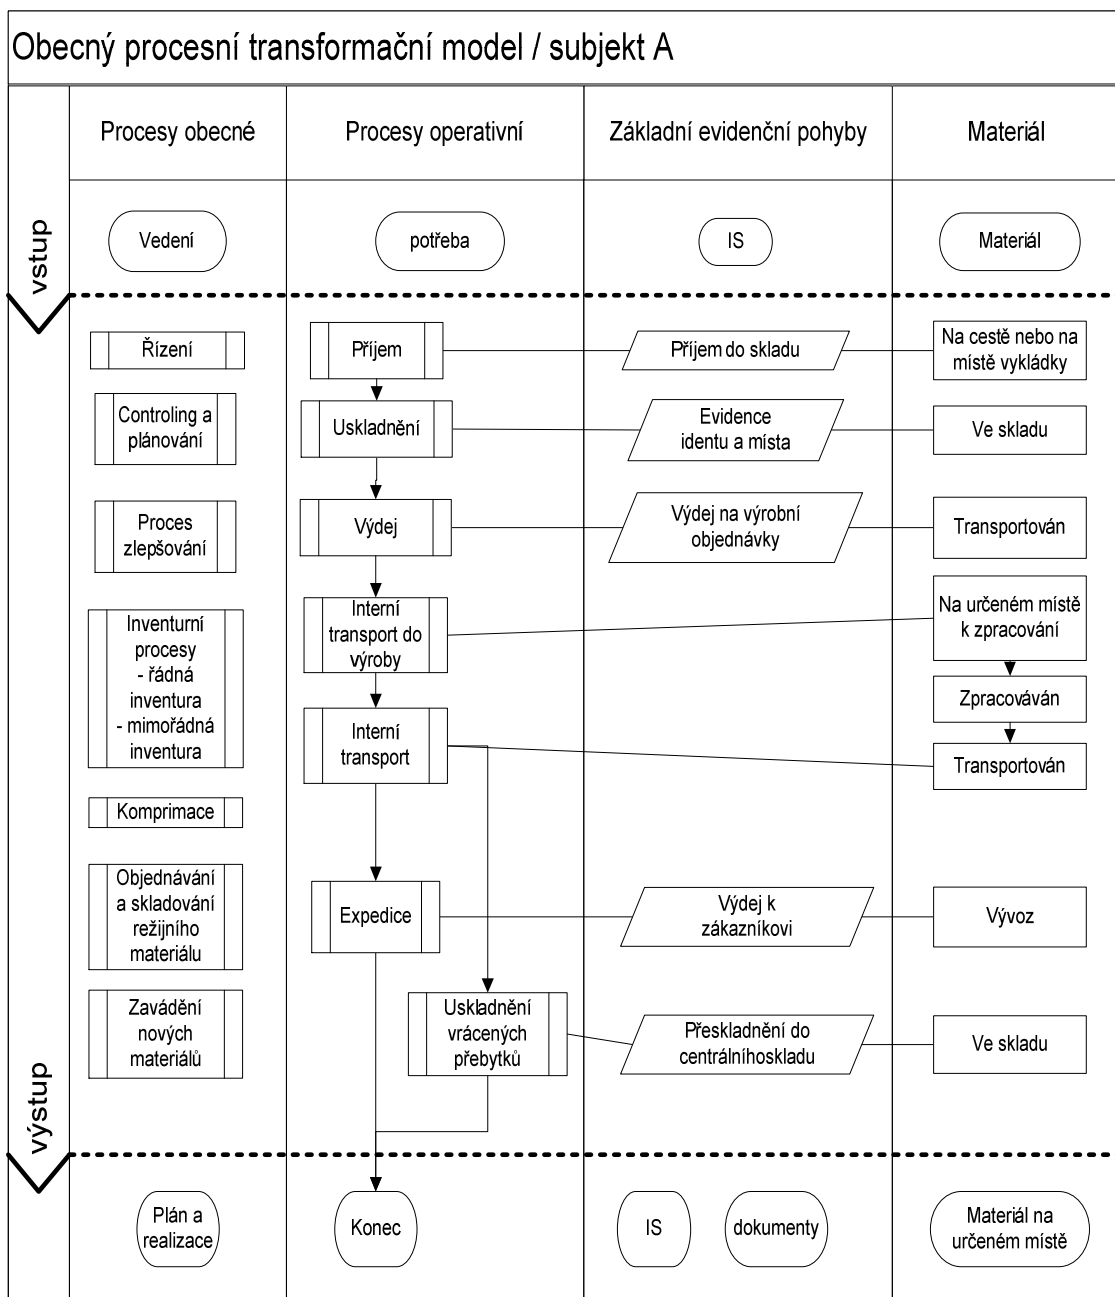 Obecný procesní transformační model / subjekt A
Procesy obecné
Procesy operativní
Základní evidenční pohyby
Materiál
vstup
Vedení
potřeba
IS
Materiál
Řízení
Příjem
Příjem do skladu
Na cestě nebo na
místě vykládky
Controling a
plánování
Uskladnění
Evidence
identu a místa
Ve skladu
Proces
zlepšování
Výdej
Výdej na výrobní
objednávky
Transportován
Inventurní
procesy
- řádná
inventura
- mimořádná
inventura
Interní
transport do
výroby
Na určeném místě
k zpracování
Zpracováván
Interní
transport
Transportován
Komprimace
Objednávání
a skladování
režijního
materiálu
Expedice
Výdej k
zákazníkovi
Vývoz
Zavádění
nových
materiálů
Uskladnění
vrácených
přebytků
Přeskladnění do
centrálníhoskladu
Ve skladu
výstup
Plán a
realizace
Konec
IS
dokumenty
Materiál na
určeném místě